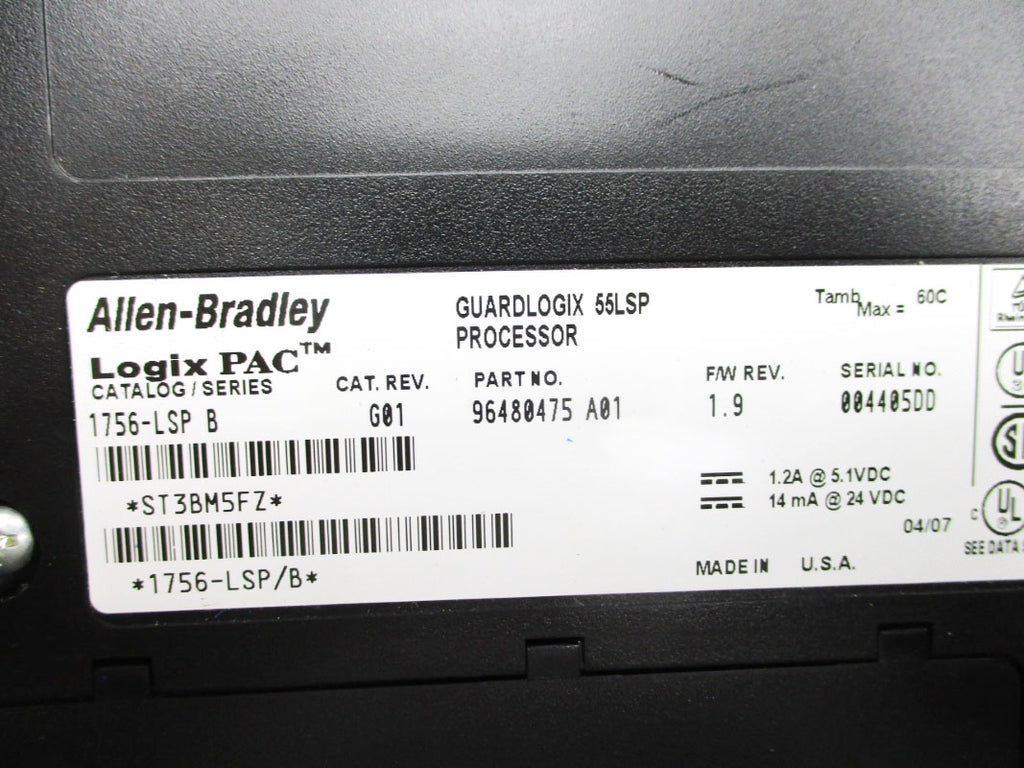 Allen-Bradley
Logix PAC™
GUARDLOGIX 55LSP
PROCESSOR
Tamb Max = 60C
CATALOG / SERIES
1756-LSP B
CAT. REV.
G01
PART NO.
96480475 A01
F/W REV.
1.9
SERIAL NO.
004405DD
*ST3BM5FZ*
1.2A @ 5.1VDC
14 mA @ 24 VDC
04/07
*1756-LSP/B*
MADE IN U.S.A.
C UL
SEE DATA